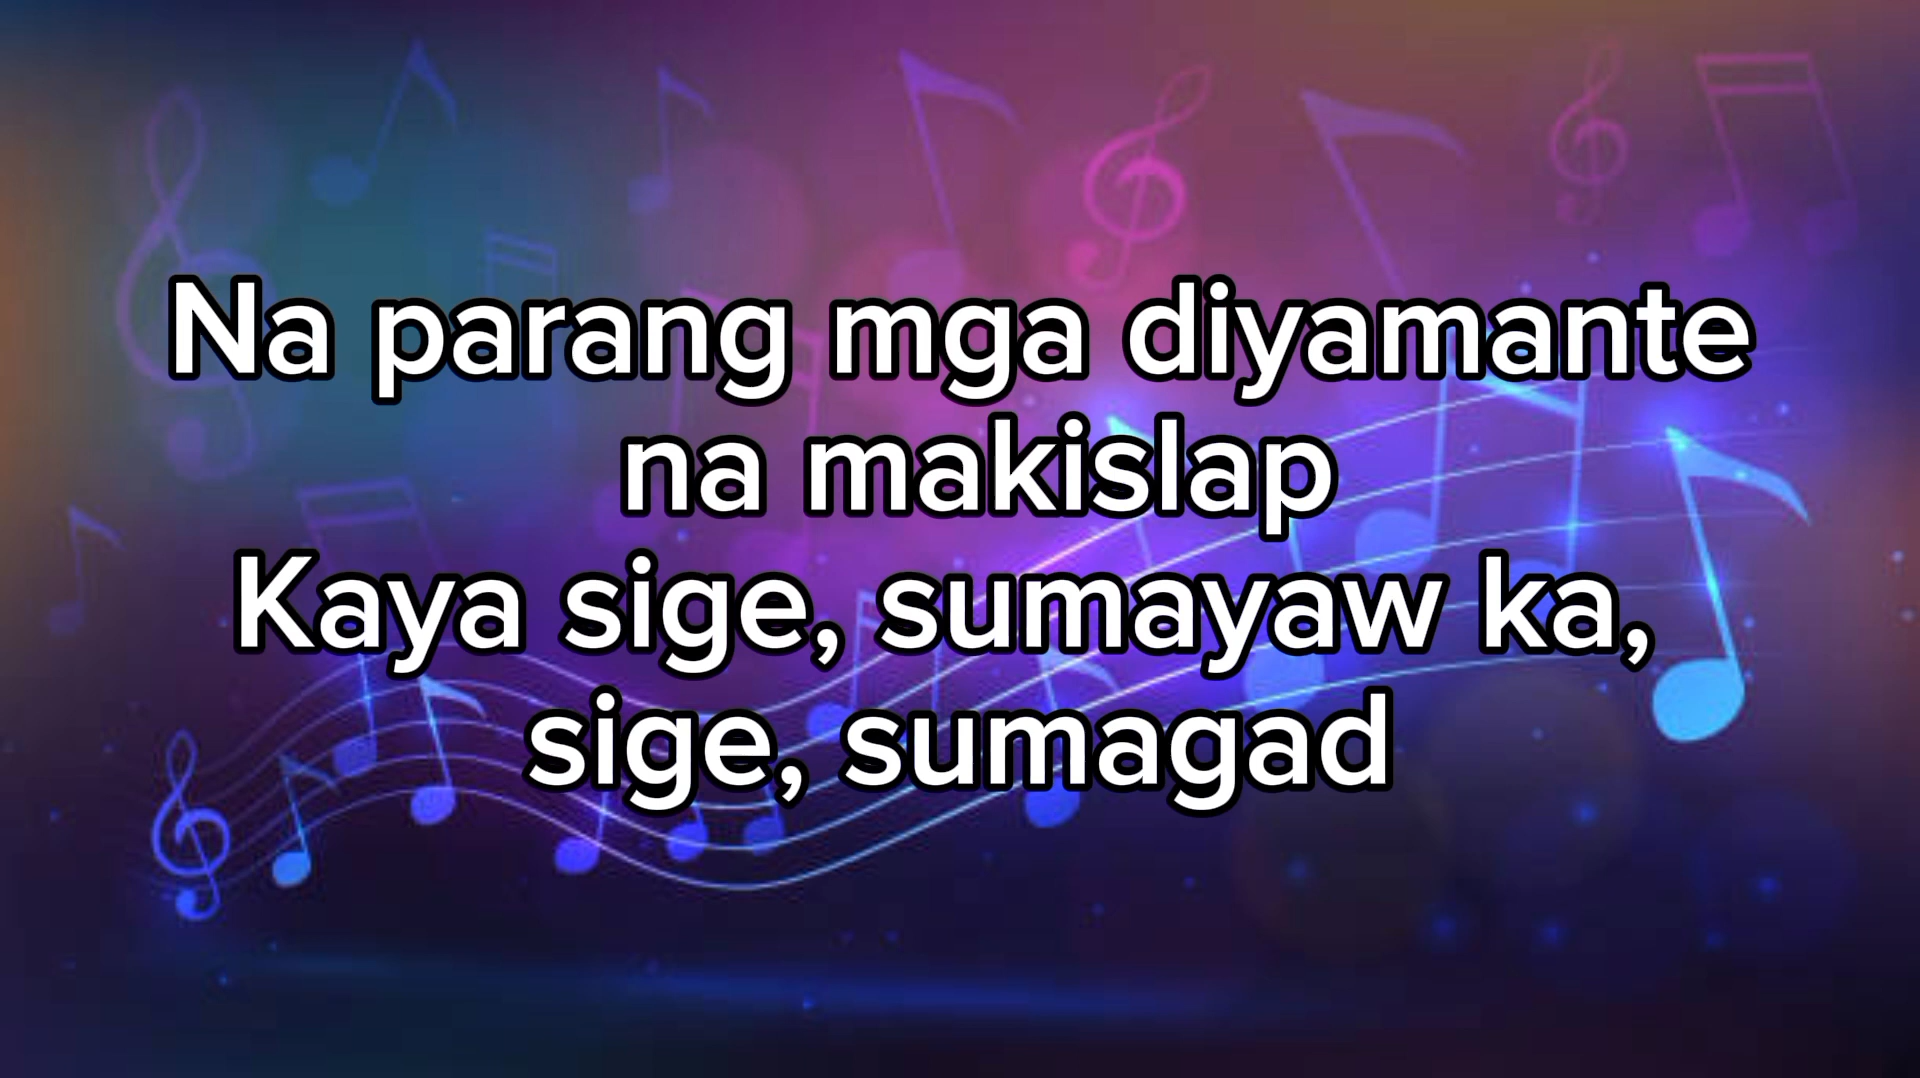 Na parang mga diyamante
na makislap
Kaya sige, sumayaw ka,
sige, sumagad